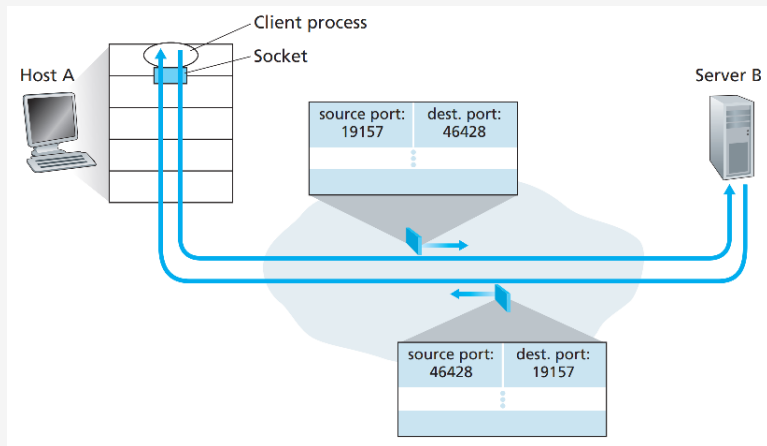 Client process
Socket
Host A
Server B
source port: dest. port:
19157 46428
source port: dest. port:
46428 19157